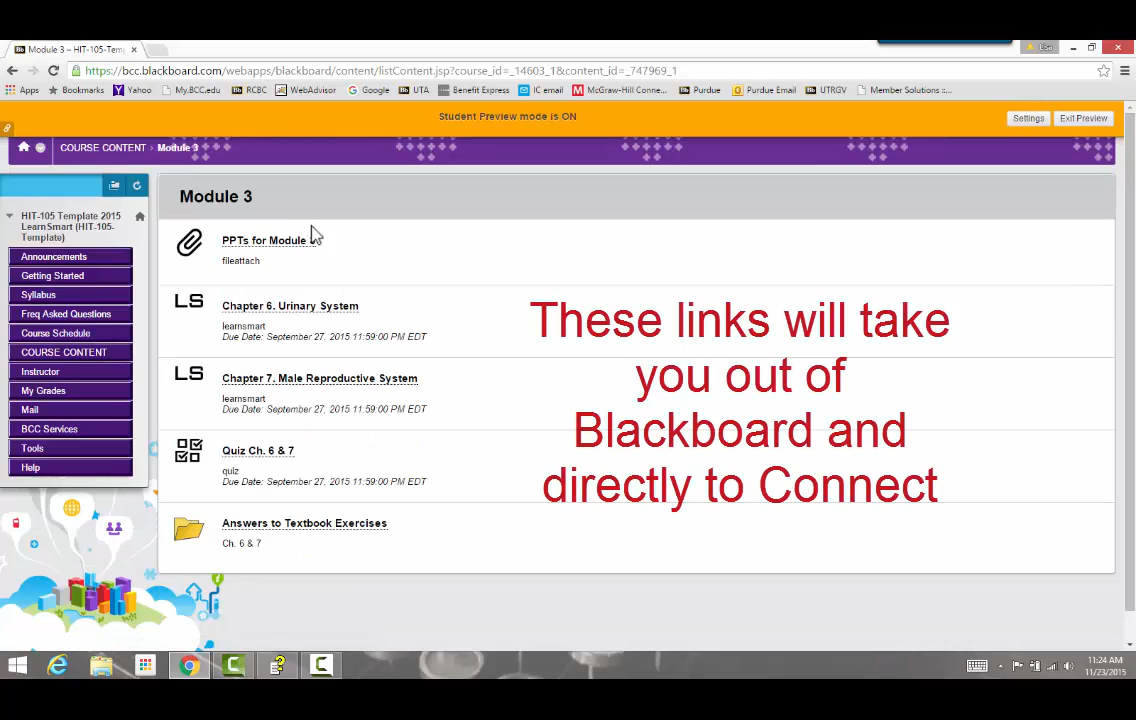 Module 3 – HIT-105-Temp
https://bcc.blackboard.com/webapps/blackboard/content/listContent.jsp?course_id=_14603_1&content_id=_747969_1
Apps Bookmarks Yahoo My.BCC.edu RCBC WebAdvisor Google UTA Benefit Express IC email McGraw-Hill Conne... Purdue Purdue Email UTRGV Member Solutions ::...
Student Preview mode is ON
Settings Exit Preview
COURSE CONTENT > Module 3
HIT-105 Template 2015
LearnSmart (HIT-105-
Template)
Announcements
Getting Started
Syllabus
Freq Asked Questions
Course Schedule
COURSE CONTENT
Instructor
My Grades
Mail
BCC Services
Tools
Help
Module 3
PPTs for Module
fileattach
LS Chapter 6. Urinary System
learnsmart
Due Date: September 27, 2015 11:59:00 PM EDT
LS Chapter 7. Male Reproductive System
learnsmart
Due Date: September 27, 2015 11:59:00 PM EDT
Quiz Ch. 6 & 7
quiz
Due Date: September 27, 2015 11:59:00 PM EDT
Answers to Textbook Exercises
Ch. 6 & 7
These links will take
you out of
Blackboard and
directly to Connect
11:24 AM
11/23/2015